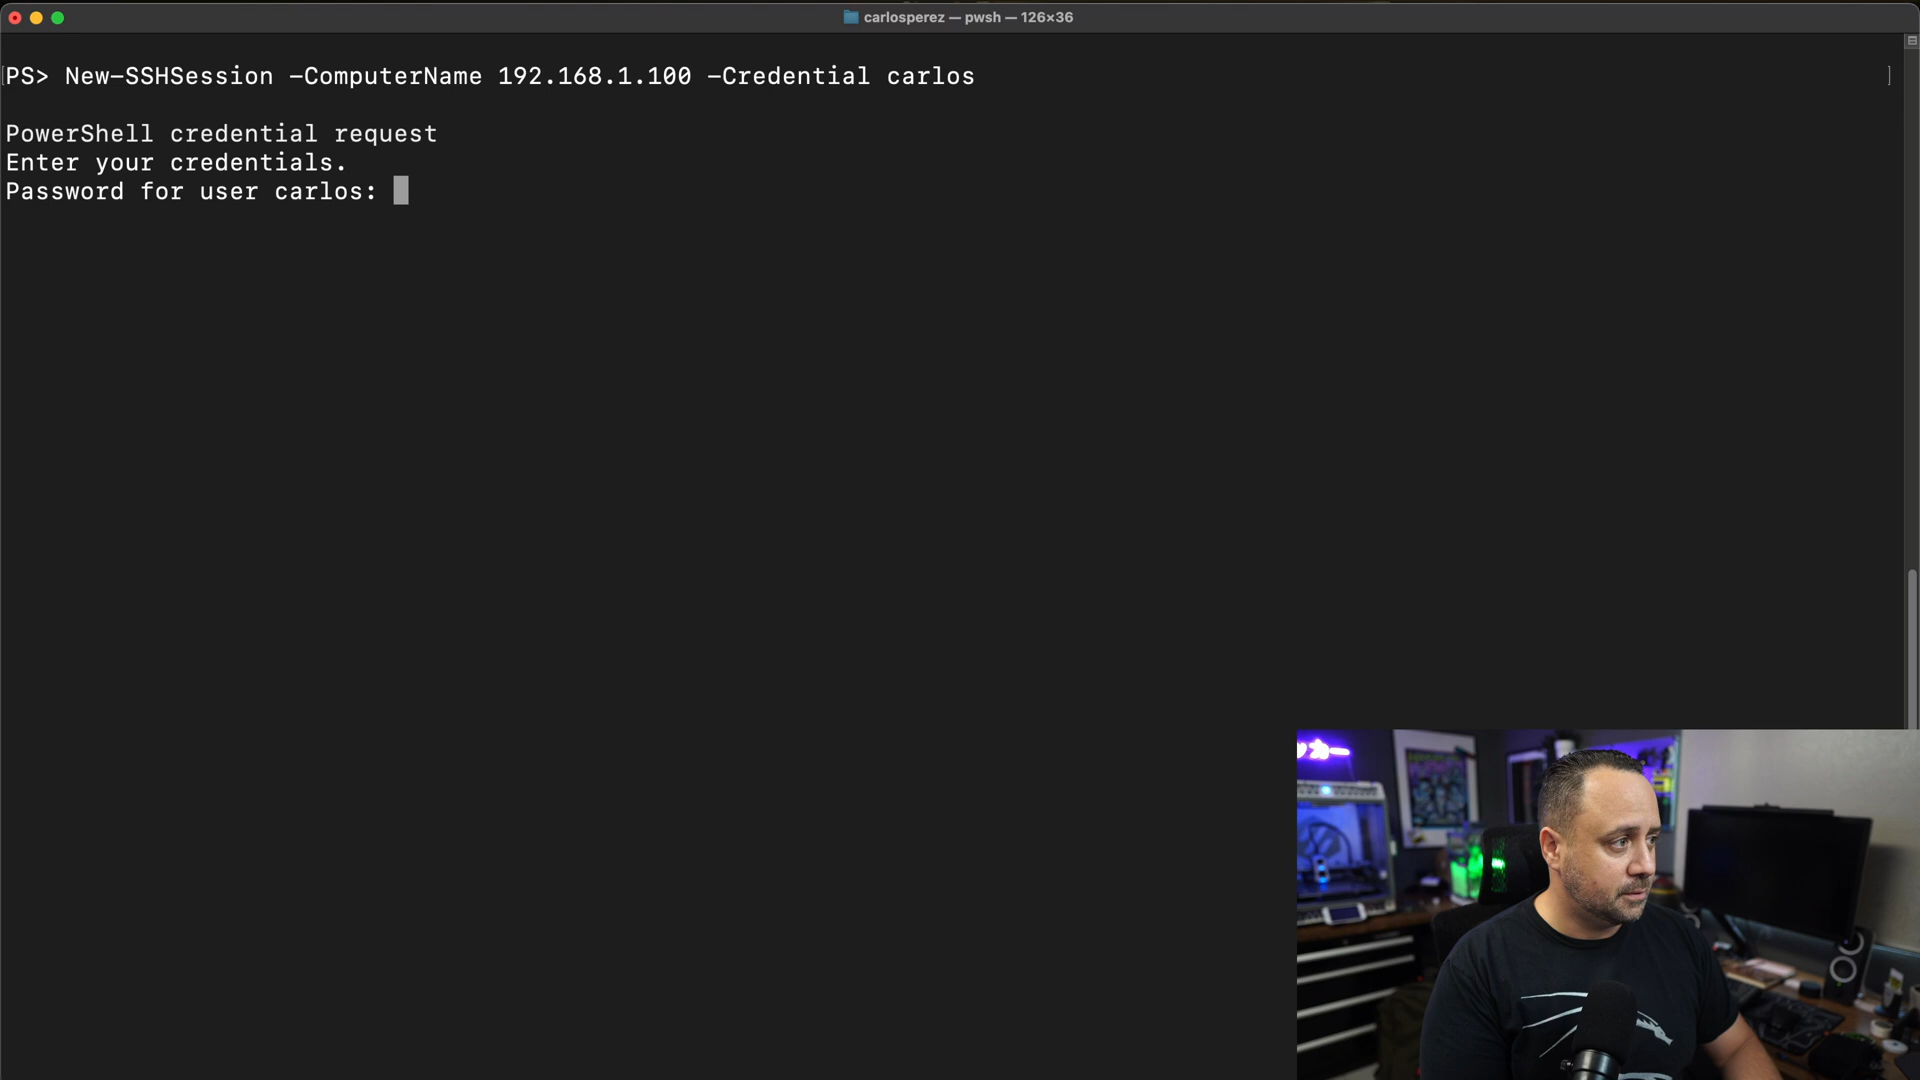 carlosperez — pwsh — 126×36
PS> New-SSHSession -ComputerName 192.168.1.100 -Credential carlos
PowerShell credential request
Enter your credentials.
Password for user carlos: